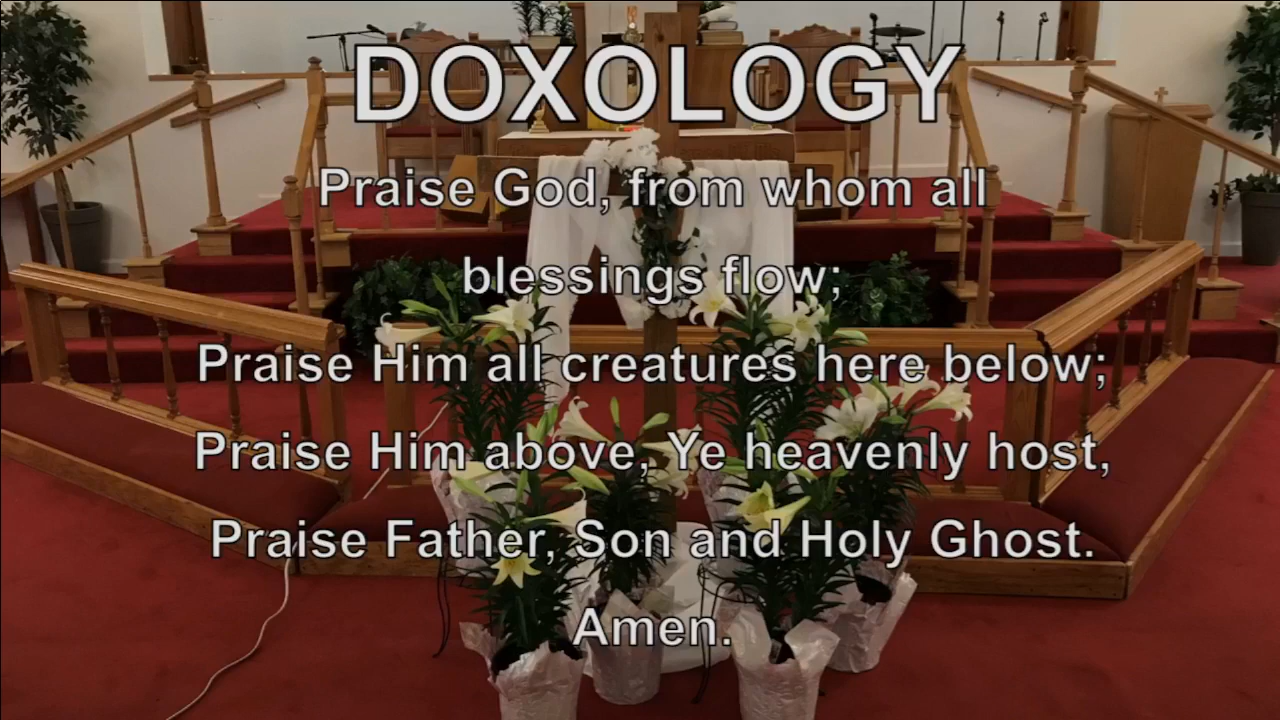 DOXOLOGY
Praise God, from whom all
blessings flow;
Praise Him all creatures here below;
Praise Him above, Ye heavenly host,
Praise Father, Son and Holy Ghost.
Amen.